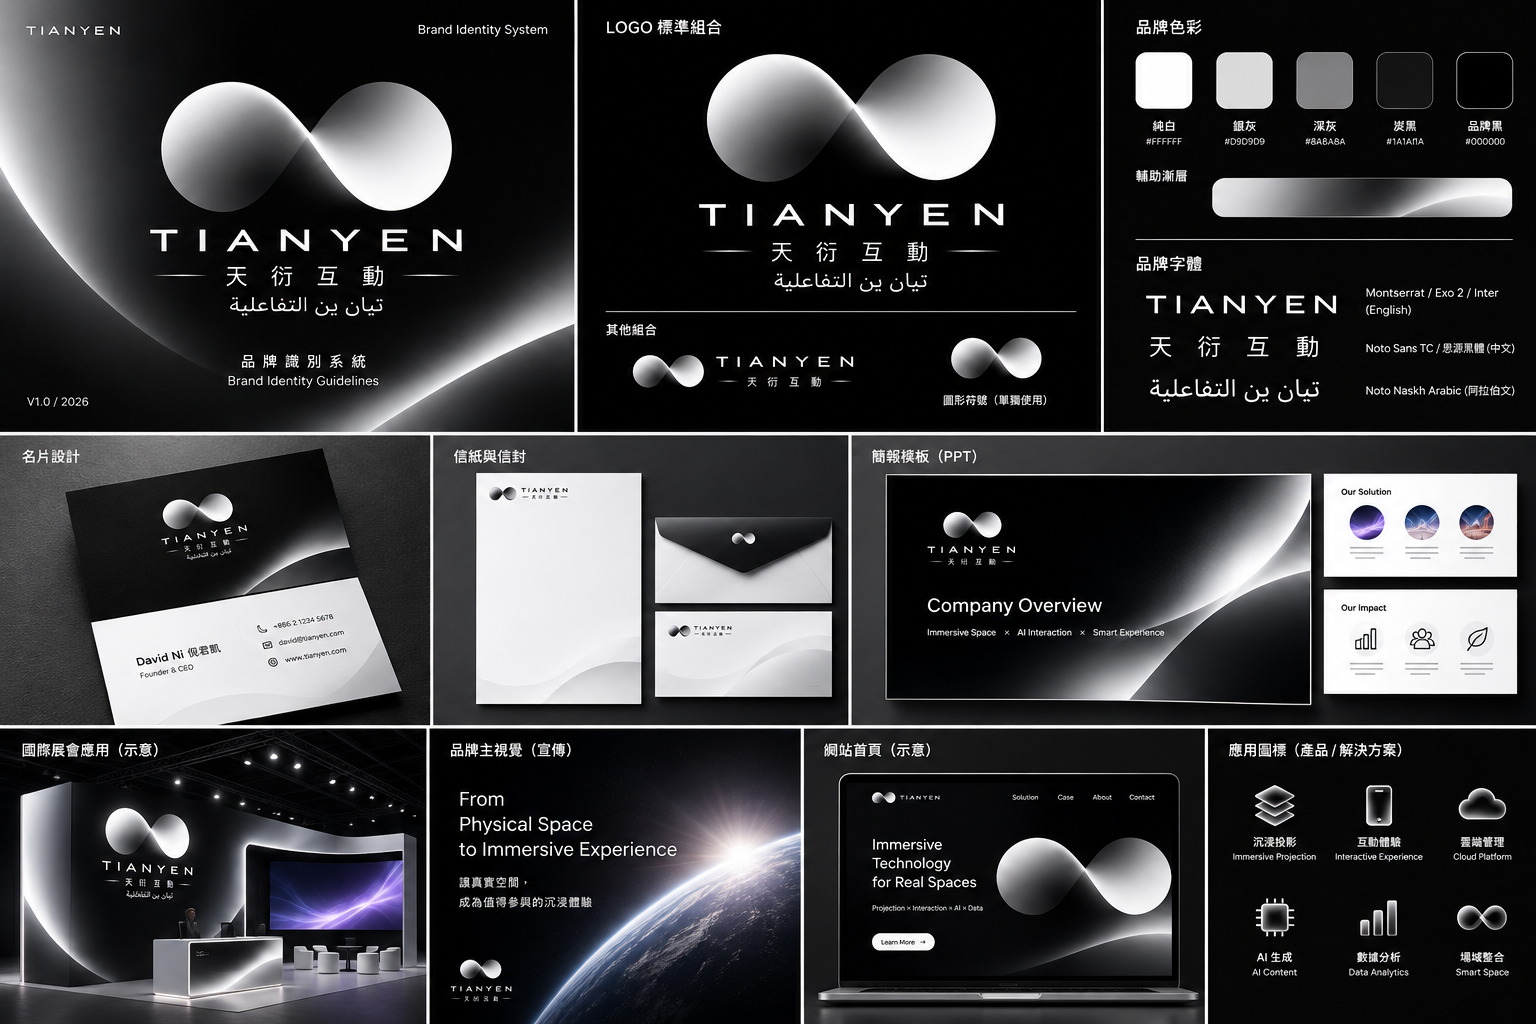 TIANYEN
Brand Identity System
TIANYEN
天衍互動
تيان ين التفاعلية
品牌識別系統
Brand Identity Guidelines
V1.0 / 2026
LOGO 標準組合
TIANYEN
天衍互動
تيان ين التفاعلية
其他組合
TIANYEN
天衍互動
圖形符號（單獨使用）
品牌色彩
純白
#FFFFFF
銀灰
#D9D9D9
深灰
#8A8A8A
炭黑
#1A1A1A
品牌黑
#000000
輔助漸層
品牌字體
TIANYEN
Montserrat / Exo 2 / Inter
(English)
天衍互動
Noto Sans TC / 思源黑體 (中文)
تيان ين التفاعلية
Noto Naskh Arabic (阿拉伯文)
名片設計
TIANYEN
天衍互動
تيان ين التفاعلية
David Ni 倪君凱
Founder & CEO
+886 2 1234 5678
david@tianyen.com
www.tianyen.com
信紙與信封
TIANYEN
TIANYEN
簡報模板（PPT）
TIANYEN
天衍互動
Company Overview
Immersive Space × AI Interaction × Smart Experience
Our Solution
Our Impact
國際展會應用（示意）
TIANYEN
天衍互動
تيان ين التفاعلية
品牌主視覺（宣傳）
From
Physical Space
to Immersive Experience
讓真實空間，
成為值得參與的沉浸體驗
TIANYEN
天衍互動
網站首頁（示意）
TIANYEN
Solution
Case
About
Contact
Immersive
Technology
for Real Spaces
Projection × Interaction × AI × Data
Learn More →
應用圖標（產品 / 解決方案）
沉浸投影
Immersive Projection
互動體驗
Interactive Experience
雲端管理
Cloud Platform
AI 生成
AI Content
數據分析
Data Analytics
場域整合
Smart Space